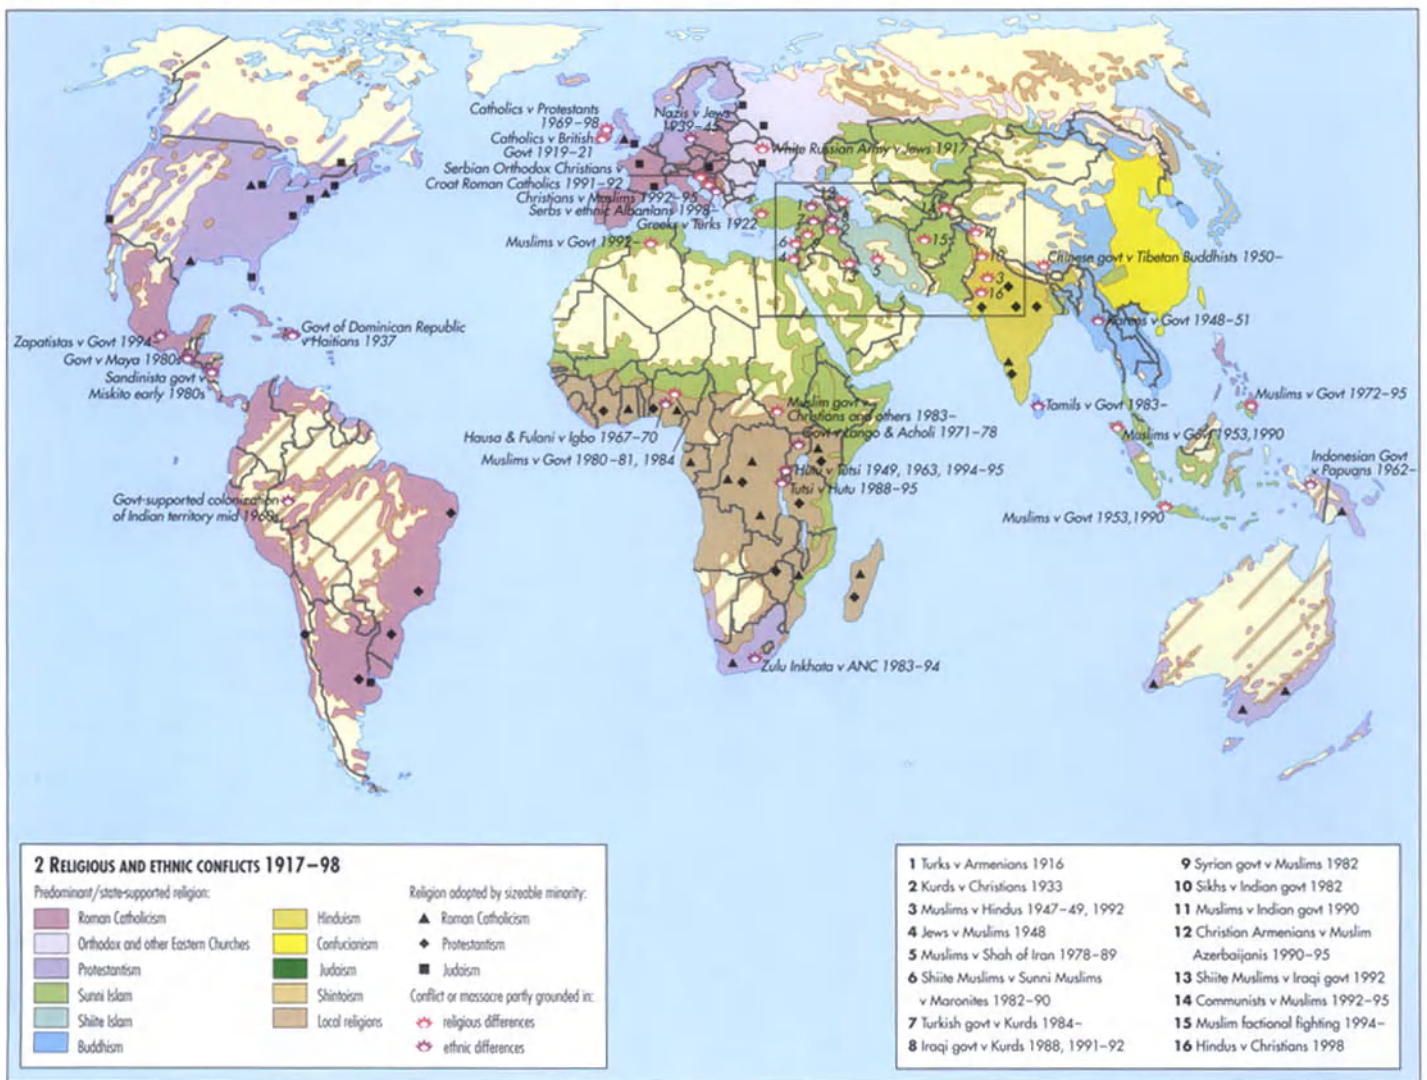 Catholics v Protestants
1969–98
Nazis v Jews
1939–45
Catholics v British
Govt 1919–21
White Russian Army v Jews 1917
Serbian Orthodox Christians v
Croat Roman Catholics 1991–92
Christians v Muslims 1992–95
Serbs v ethnic Albanians 1998–
Greeks v Turks 1922
Muslims v Govt 1992–
Chinese govt v Tibetan Buddhists 1950–
Karens v Govt 1948–51
Zapatistas v Govt 1994
Govt of Dominican Republic
v Haitians 1937
Govt v Maya 1980s
Sandinista govt v
Miskito early 1980s
Muslims v Govt 1972–95
Tamils v Govt 1983–
Muslim govt v
Christians and others 1983–
Govt v Lango & Acholi 1971–78
Hausa & Fulani v Igbo 1967–70
Muslims v Govt 1980–81, 1984
Muslims v Govt 1953,1990
Indonesian Govt
v Papuans 1962–
Hutu v Tutsi 1949, 1963, 1994–95
Tutsi v Hutu 1988–95
Govt-supported colonization
of Indian territory mid 1960s
Muslims v Govt 1953,1990
Zulu Inkhata v ANC 1983–94
2 RELIGIOUS AND ETHNIC CONFLICTS 1917–98
Predominant/state-supported religion:
Roman Catholicism
Orthodox and other Eastern Churches
Protestantism
Sunni Islam
Shiite Islam
Buddhism
Hinduism
Confucianism
Judaism
Shintoism
Local religions
Religion adopted by sizeable minority:
Roman Catholicism
Protestantism
Judaism
Conflict or massacre partly grounded in:
religious differences
ethnic differences
1 Turks v Armenians 1916
2 Kurds v Christians 1933
3 Muslims v Hindus 1947–49, 1992
4 Jews v Muslims 1948
5 Muslims v Shah of Iran 1978–89
6 Shiite Muslims v Sunni Muslims
v Maronites 1982–90
7 Turkish govt v Kurds 1984–
8 Iraqi govt v Kurds 1988, 1991–92
9 Syrian govt v Muslims 1982
10 Sikhs v Indian govt 1982
11 Muslims v Indian govt 1990
12 Christian Armenians v Muslim
Azerbaijanis 1990–95
13 Shiite Muslims v Iraqi govt 1992
14 Communists v Muslims 1992–95
15 Muslim factional fighting 1994–
16 Hindus v Christians 1998